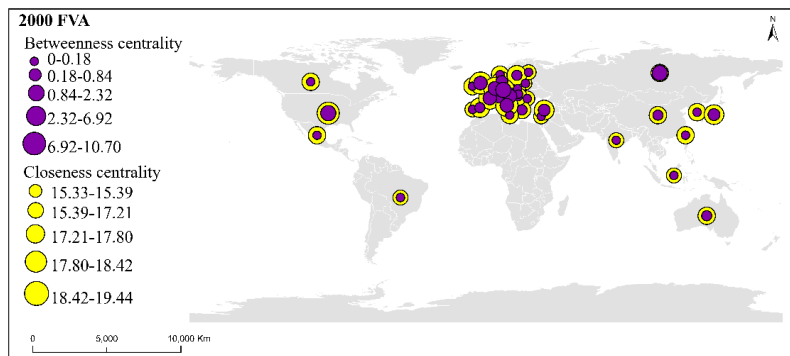 2000 FVA
N
Betweenness centrality
0-0.18
0.18-0.84
0.84-2.32
2.32-6.92
6.92-10.70
Closeness centrality
15.33-15.39
15.39-17.21
17.21-17.80
17.80-18.42
18.42-19.44
0 5,000 10,000 Km